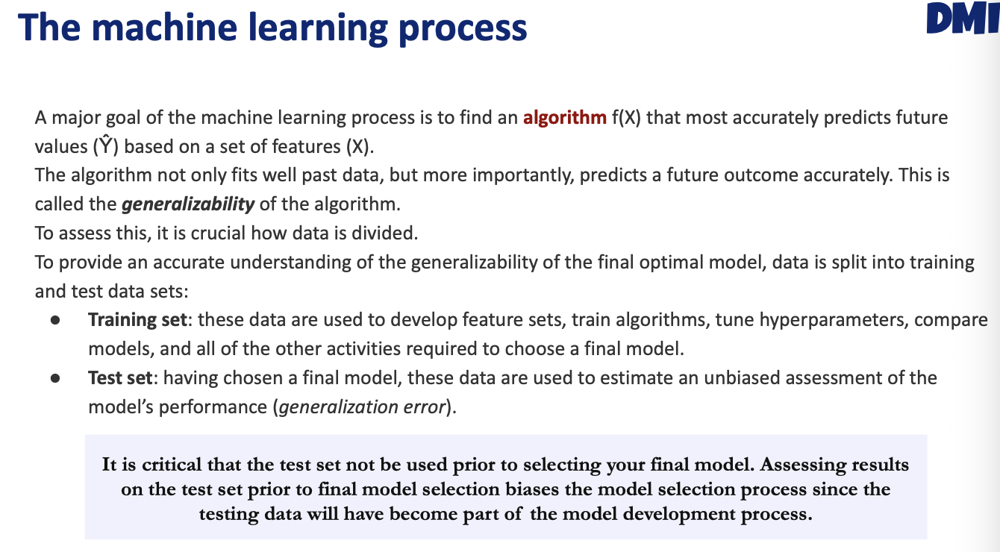 The machine learning process
DMI
A major goal of the machine learning process is to find an algorithm f(X) that most accurately predicts future
values (Ŷ) based on a set of features (X).
The algorithm not only fits well past data, but more importantly, predicts a future outcome accurately. This is
called the generalizability of the algorithm.
To assess this, it is crucial how data is divided.
To provide an accurate understanding of the generalizability of the final optimal model, data is split into training
and test data sets:
● Training set: these data are used to develop feature sets, train algorithms, tune hyperparameters, compare
models, and all of the other activities required to choose a final model.
● Test set: having chosen a final model, these data are used to estimate an unbiased assessment of the
model's performance (generalization error).
It is critical that the test set not be used prior to selecting your final model. Assessing results
on the test set prior to final model selection biases the model selection process since the
testing data will have become part of the model development process.